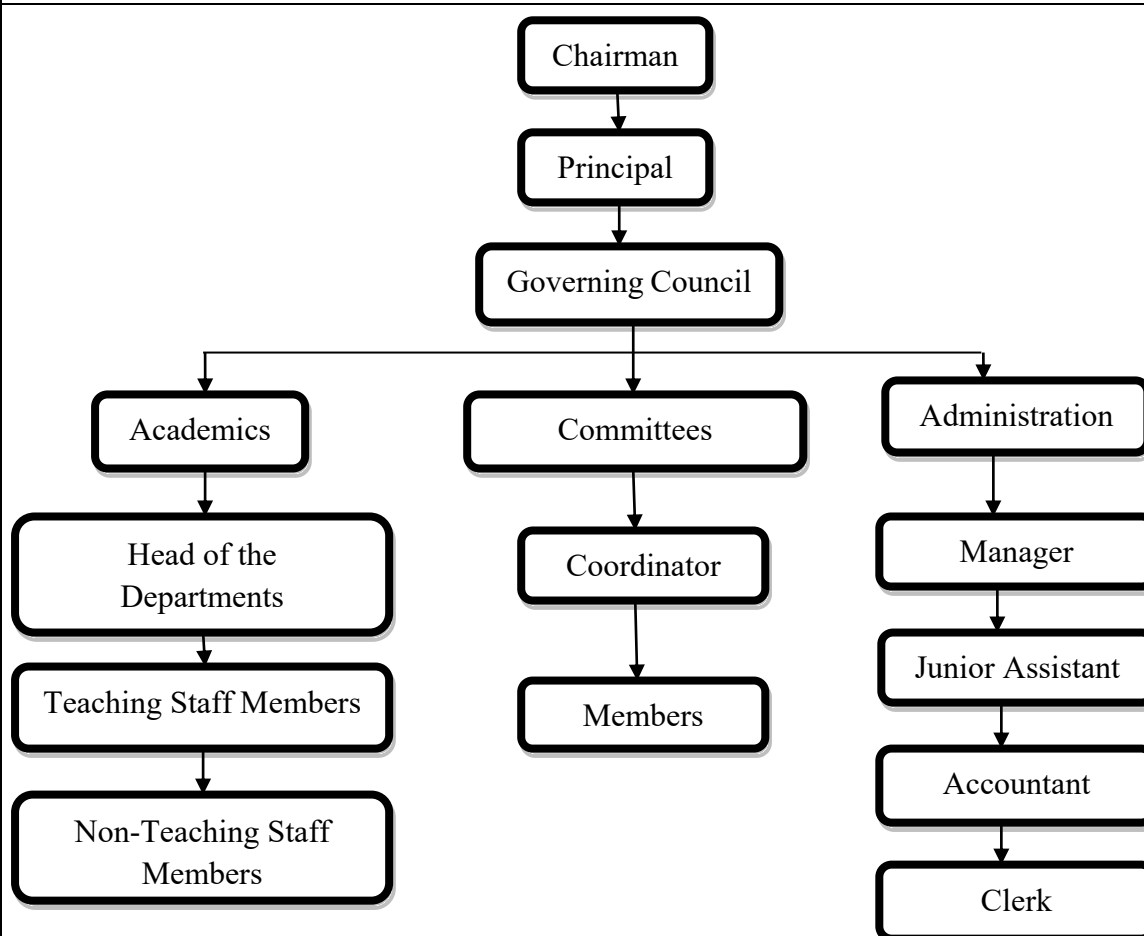 Chairman
Principal
Governing Council
Academics
Committees
Administration
Head of the
Departments
Coordinator
Manager
Teaching Staff Members
Members
Junior Assistant
Non-Teaching Staff
Members
Accountant
Clerk